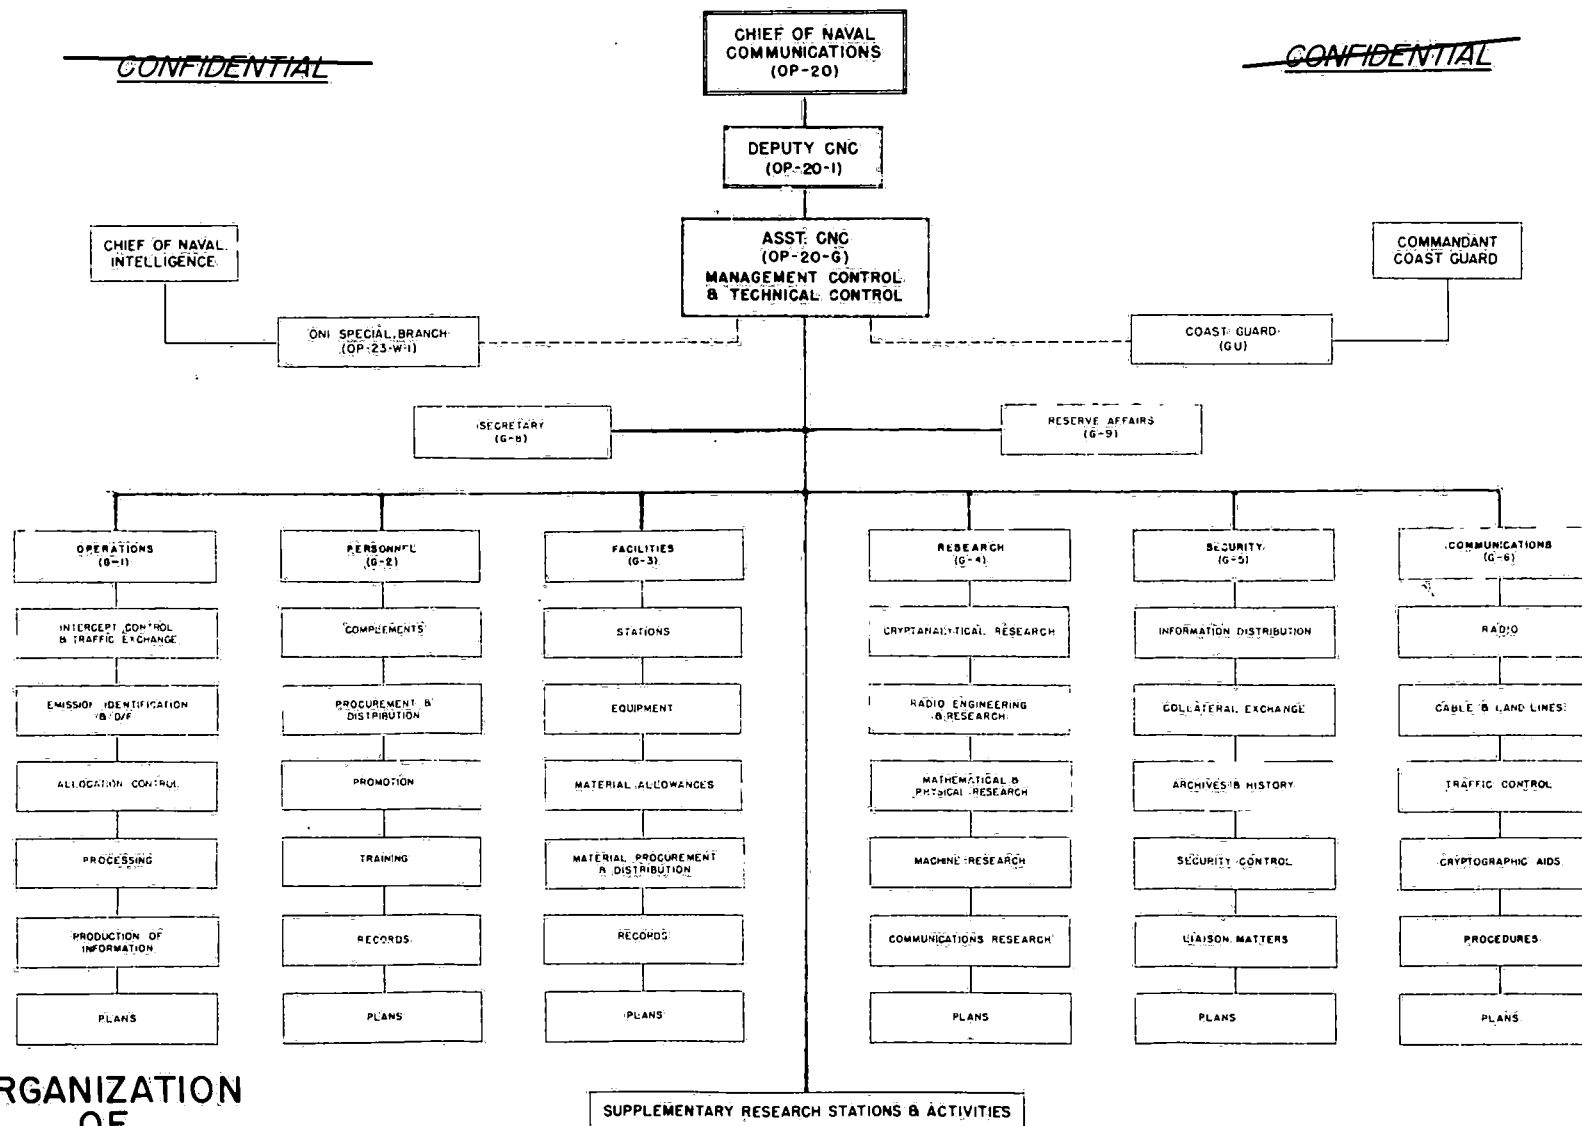 CONFIDENTIAL
CONFIDENTIAL
CHIEF OF NAVAL
COMMUNICATIONS
(OP-20)
DEPUTY CNC
(OP-20-1)
ASST. CNC
(OP-20-G)
MANAGEMENT CONTROL
& TECHNICAL CONTROL
CHIEF OF NAVAL
INTELLIGENCE
COMMANDANT
COAST GUARD
ONI SPECIAL BRANCH
(OP-23-W-1)
COAST GUARD
(GU)
SECRETARY
(G-8)
RESERVE AFFAIRS
(G-9)
OPERATIONS
(G-1)
INTERCEPT CONTROL
& TRAFFIC EXCHANGE
EMISSION IDENTIFICATION
& D/F
ALLOCATION CONTROL
PROCESSING
PRODUCTION OF
INFORMATION
PLANS
PERSONNEL
(G-2)
COMPLEMENTS
PROCUREMENT &
DISTRIBUTION
PROMOTION
TRAINING
RECORDS
PLANS
FACILITIES
(G-3)
STATIONS
EQUIPMENT
MATERIAL ALLOWANCES
MATERIAL PROCUREMENT
& DISTRIBUTION
RECORDS
PLANS
RESEARCH
(G-4)
CRYPTANALYTICAL RESEARCH
RADIO ENGINEERING
& RESEARCH
MATHEMATICAL &
PHYSICAL RESEARCH
MACHINE RESEARCH
COMMUNICATIONS RESEARCH
PLANS
SECURITY
(G-5)
INFORMATION DISTRIBUTION
COLLATERAL EXCHANGE
ARCHIVES & HISTORY
SECURITY CONTROL
LIAISON MATTERS
PLANS
COMMUNICATIONS
(G-6)
RADIO
CABLE & LAND LINES
TRAFFIC CONTROL
CRYPTOGRAPHIC AIDS
PROCEDURES
PLANS
RGANIZATION
OF
SUPPLEMENTARY RESEARCH STATIONS & ACTIVITIES